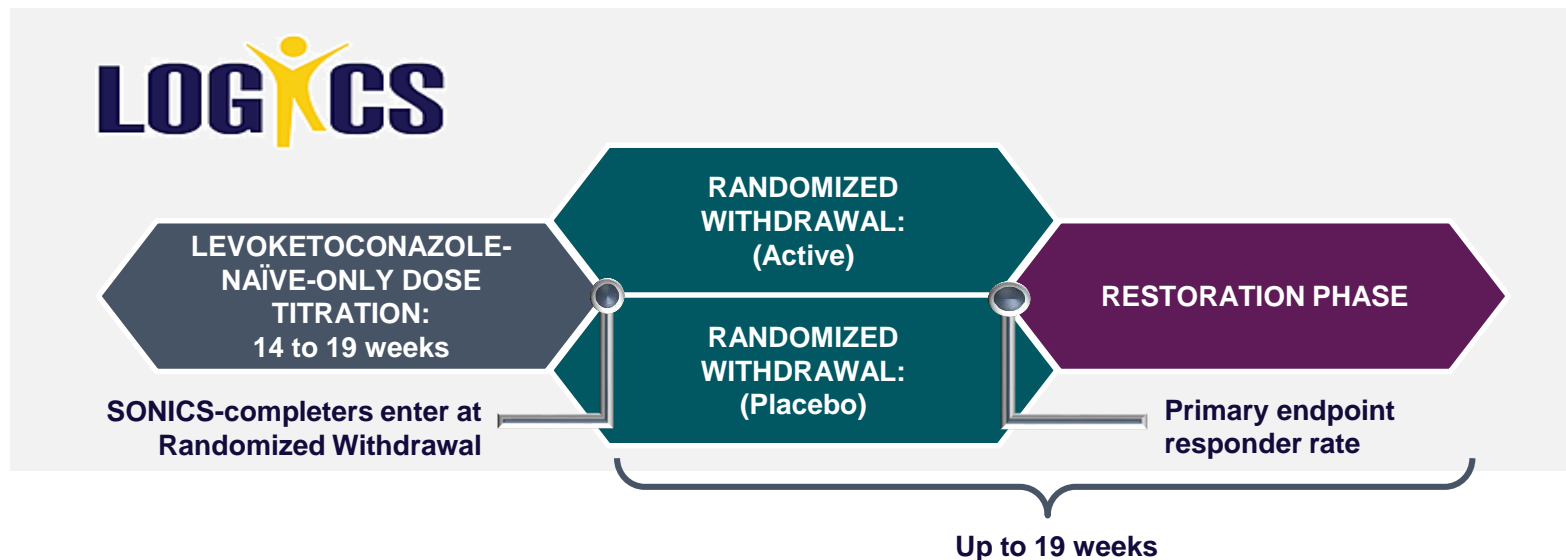 LOGICS
LEVOKETOCONAZOLE-
NAÏVE-ONLY DOSE
TITRATION:
14 to 19 weeks
RANDOMIZED
WITHDRAWAL:
(Active)
RANDOMIZED
WITHDRAWAL:
(Placebo)
RESTORATION PHASE
SONICS-completers enter at
Randomized Withdrawal
Primary endpoint
responder rate
Up to 19 weeks